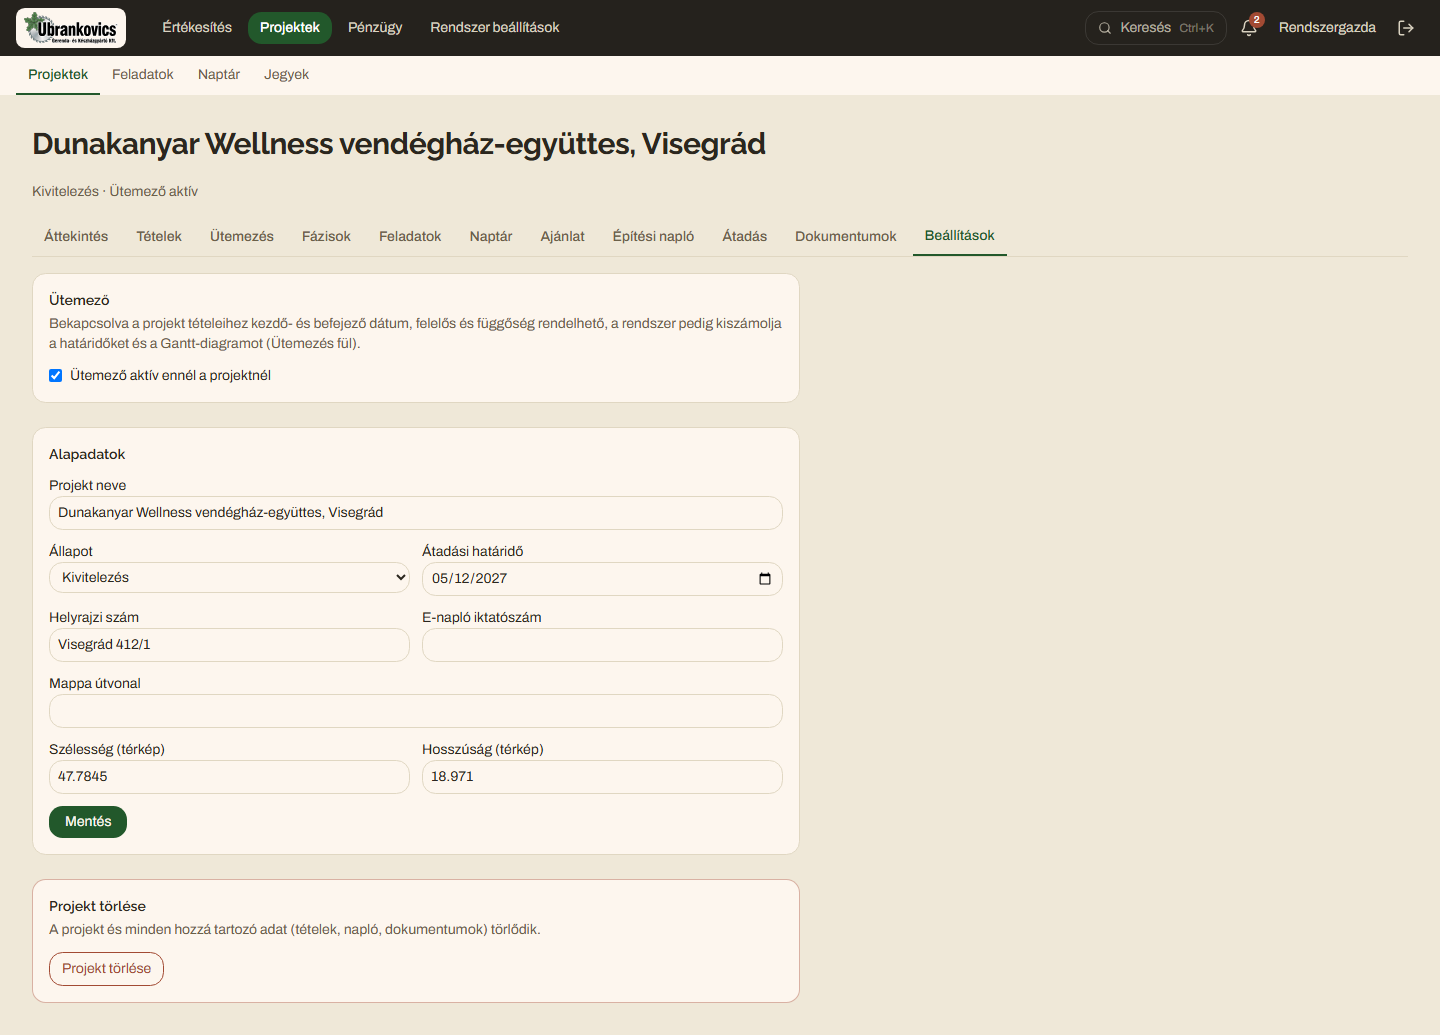 Ubrankovics
Gerenda- és Készházgyártó Kft.
Értékesítés
Projektek
Pénzügy
Rendszer beállítások
Keresés Ctrl+K
2
Rendszergazda
Projektek
Feladatok
Naptár
Jegyek
Dunakanyar Wellness vendégház-együttes, Visegrád
Kivitelezés · Ütemező aktív
Áttekintés
Tételek
Ütemezés
Fázisok
Feladatok
Naptár
Ajánlat
Építési napló
Átadás
Dokumentumok
Beállítások
Ütemező
Bekapcsolva a projekt tételeihez kezdő- és befejező dátum, felelős és függőség rendelhető, a rendszer pedig kiszámolja
a határidőket és a Gantt-diagramot (Ütemezés fül).
Ütemező aktív ennél a projektnél
Alapadatok
Projekt neve
Dunakanyar Wellness vendégház-együttes, Visegrád
Állapot
Átadási határidő
Kivitelezés
05/12/2027
Helyrajzi szám
E-napló iktatószám
Visegrád 412/1
Mappa útvonal
Szélesség (térkép)
Hosszúság (térkép)
47.7845
18.971
Mentés
Projekt törlése
A projekt és minden hozzá tartozó adat (tételek, napló, dokumentumok) törlődik.
Projekt törlése